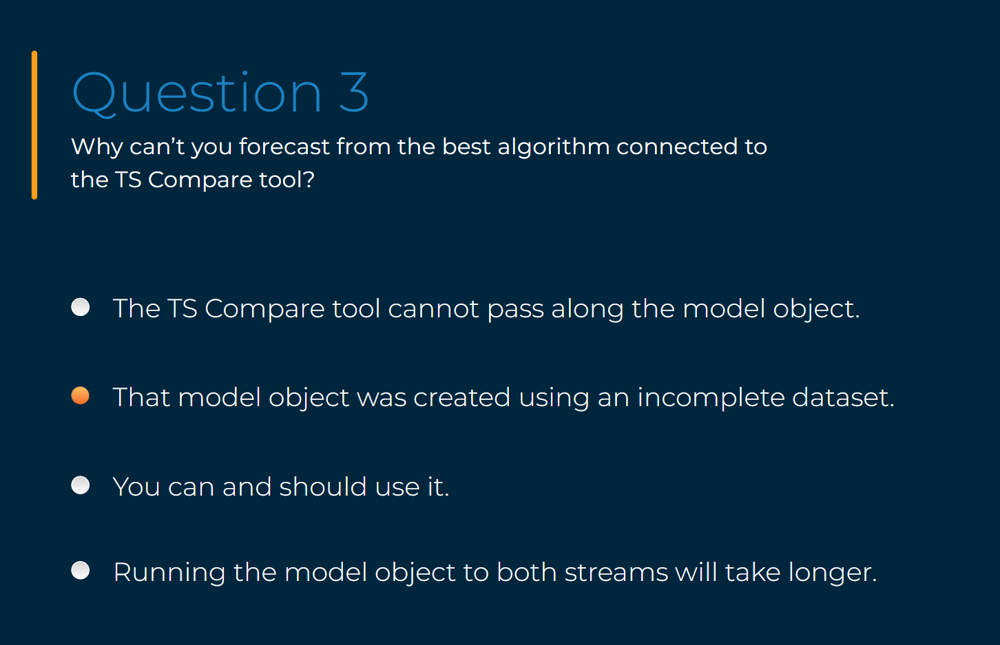 Question 3
Why can’t you forecast from the best algorithm connected to
the TS Compare tool?
The TS Compare tool cannot pass along the model object.
That model object was created using an incomplete dataset.
You can and should use it.
Running the model object to both streams will take longer.